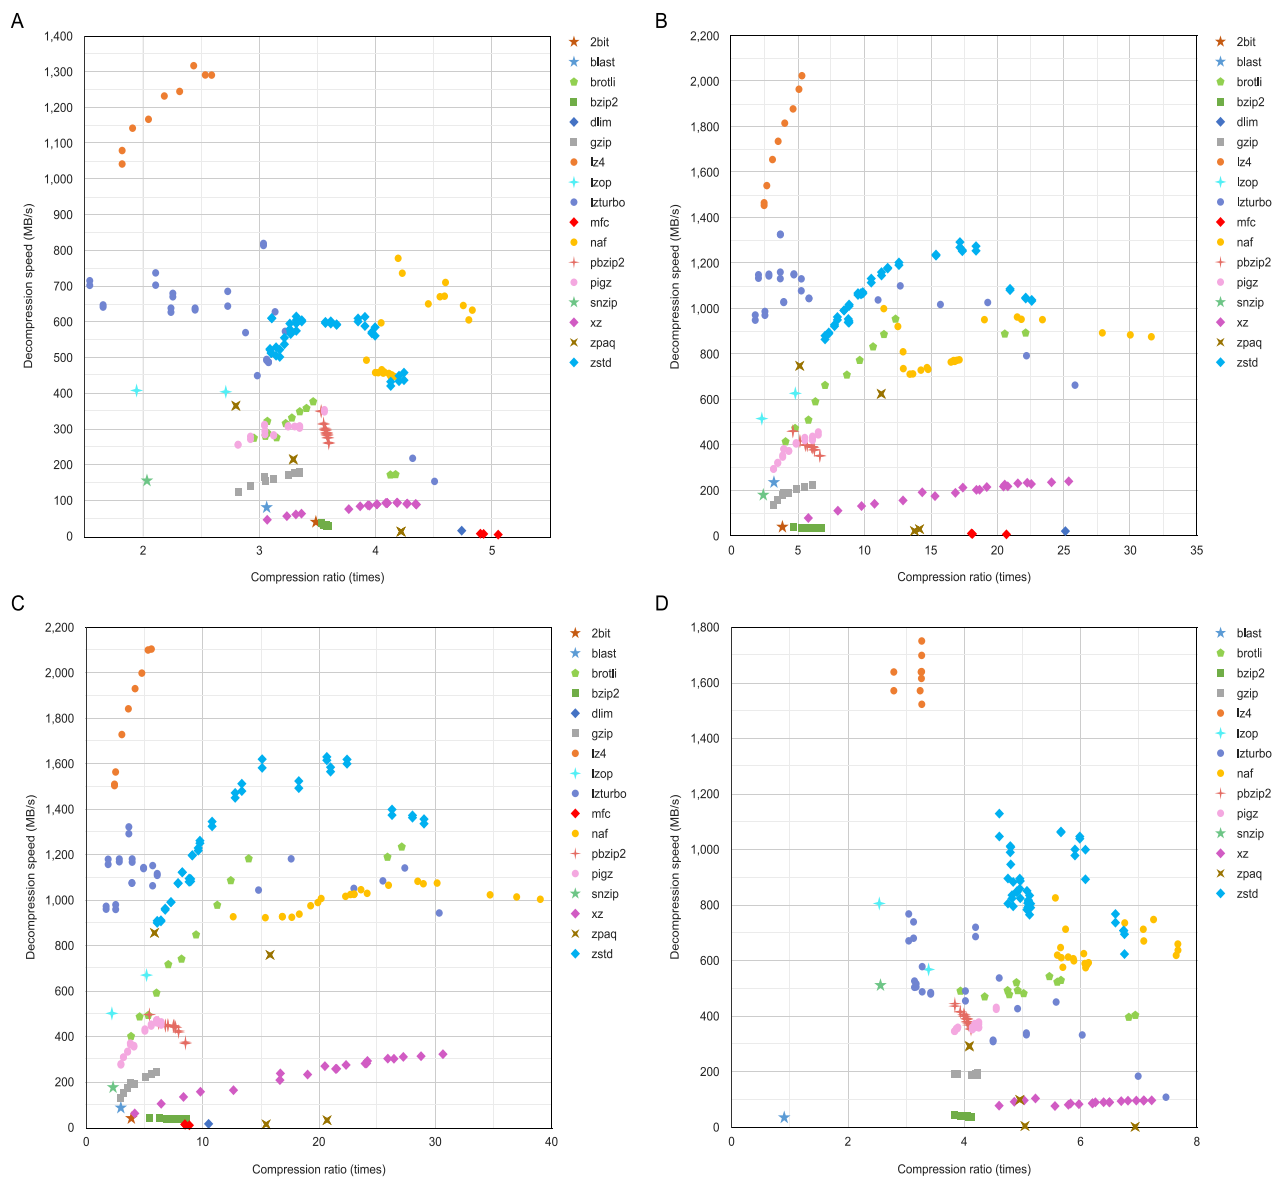 A
Decompression speed (MB/s)
1,400
1,300
1,200
1,100
1,000
900
800
700
600
500
400
300
200
100
0
2
3
4
5
Compression ratio (times)
2bit
blast
brotli
bzip2
dlim
gzip
lz4
lzop
lzturbo
mfc
naf
pbzip2
pigz
snzip
xz
zpaq
zstd
B
Decompression speed (MB/s)
2,200
2,000
1,800
1,600
1,400
1,200
1,000
800
600
400
200
0
0
5
10
15
20
25
30
35
Compression ratio (times)
2bit
blast
brotli
bzip2
dlim
gzip
lz4
lzop
lzturbo
mfc
naf
pbzip2
pigz
snzip
xz
zpaq
zstd
C
Decompression speed (MB/s)
2,200
2,000
1,800
1,600
1,400
1,200
1,000
800
600
400
200
0
0
10
20
30
40
Compression ratio (times)
2bit
blast
brotli
bzip2
dlim
gzip
lz4
lzop
lzturbo
mfc
naf
pbzip2
pigz
snzip
xz
zpaq
zstd
D
Decompression speed (MB/s)
1,800
1,600
1,400
1,200
1,000
800
600
400
200
0
0
2
4
6
8
Compression ratio (times)
blast
brotli
bzip2
gzip
lz4
lzop
lzturbo
naf
pbzip2
pigz
snzip
xz
zpaq
zstd